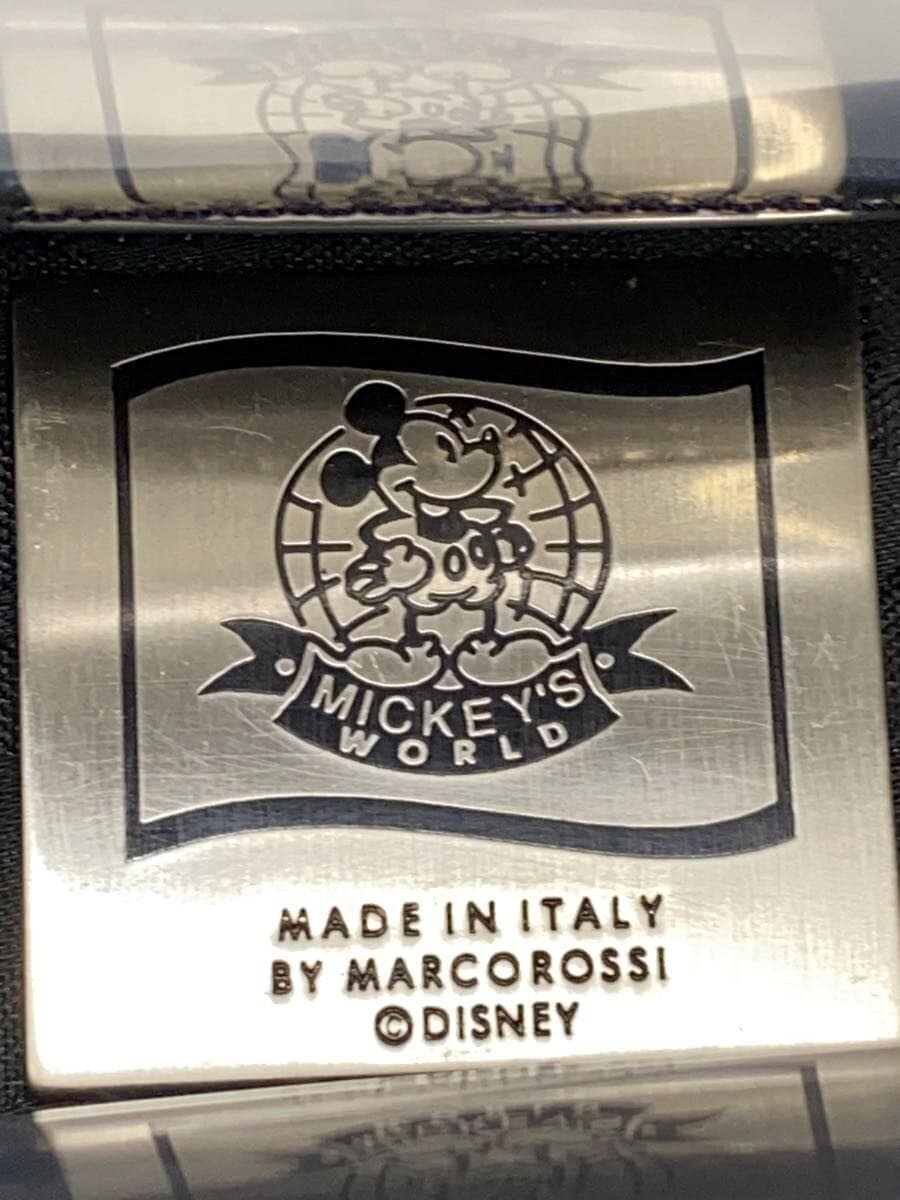 MICKEY'S
WORLD
MADE IN ITALY
BY MARCOROSSI
©DISNEY